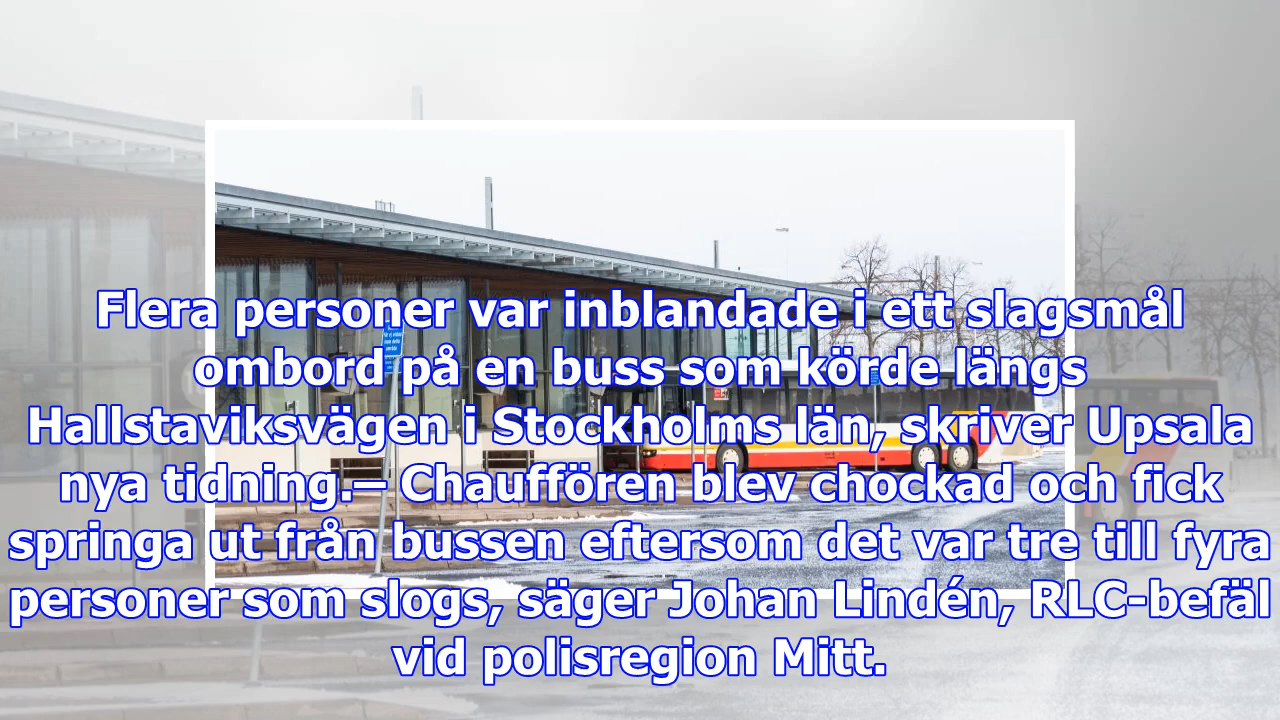 Flera personer var inblandade i ett slagsmål
ombord på en buss som körde längs
Hallstaviksvägen i Stockholms län, skriver Upsala
nya tidning.– Chauffören blev chockad och fick
springa ut från bussen eftersom det var tre till fyra
personer som slogs, säger Johan Lindén, RLC-befäl
vid polisregion Mitt.